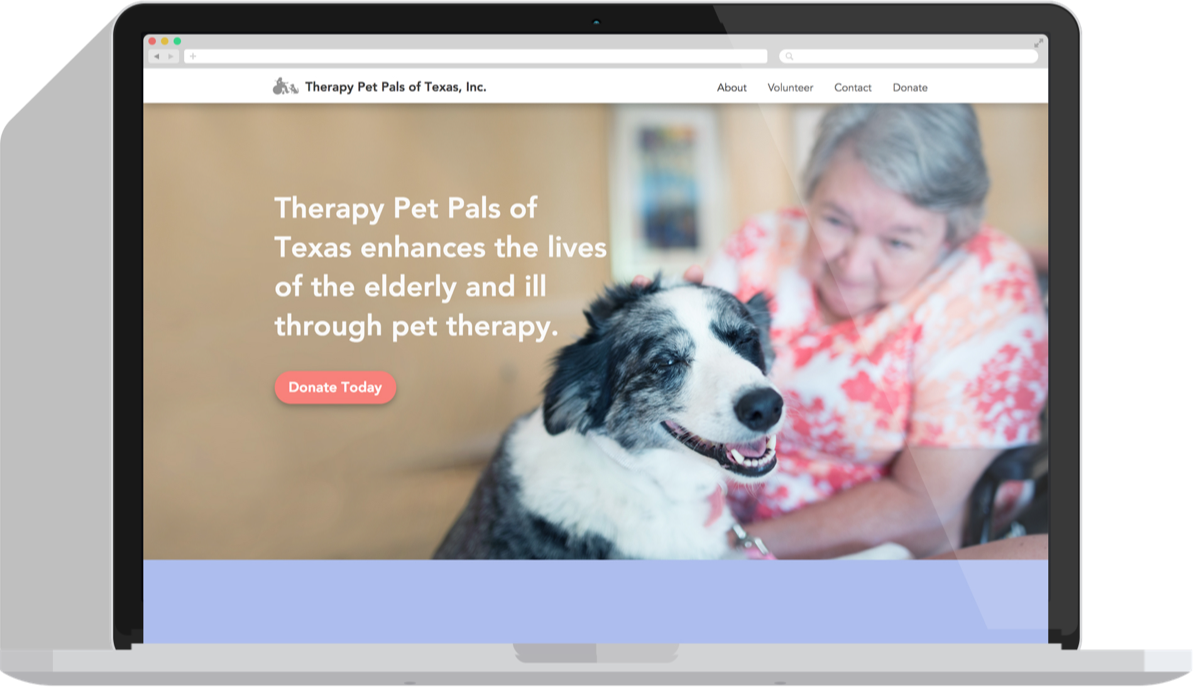 Therapy Pet Pals of Texas, Inc.
About
Volunteer
Contact
Donate
Therapy Pet Pals of
Texas enhances the lives
of the elderly and ill
through pet therapy.
Donate Today